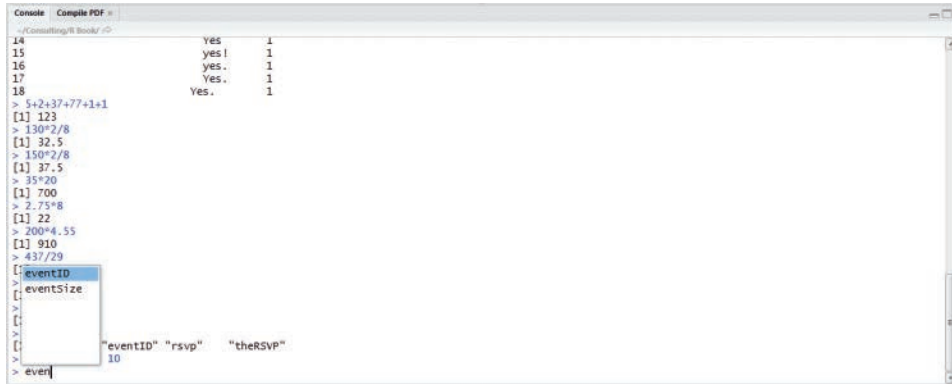 Console Compile PDF ×
~/Consulting/R Book/
14 Yes 1
15 yes! 1
16 yes. 1
17 Yes. 1
18 Yes. 1
> 5+2+37+77+1+1
[1] 123
> 130*2/8
[1] 32.5
> 150*2/8
[1] 37.5
> 35*20
[1] 700
> 2.75*8
[1] 22
> 200*4.55
[1] 910
> 437/29
[
eventID
>
eventSize
[
>
[
>
[ "eventID" "rsvp" "theRSVP"
> 10
> even